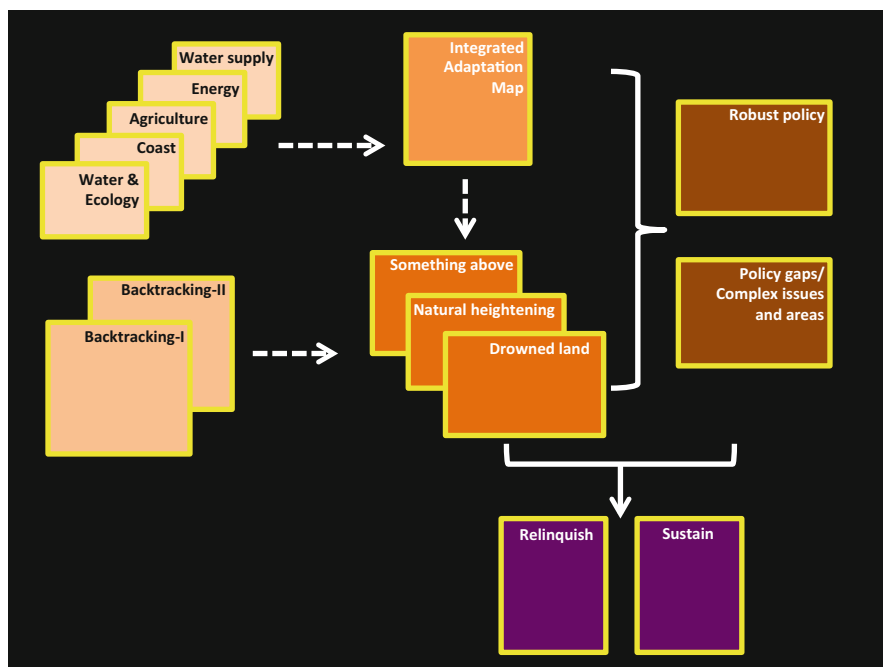 Water supply
Energy
Agriculture
Coast
Water &
Ecology
Integrated
Adaptation
Map
Robust policy
Policy gaps/
Complex issues
and areas
Something above
Natural heightening
Drowned land
Backtracking-II
Backtracking-I
Relinquish
Sustain